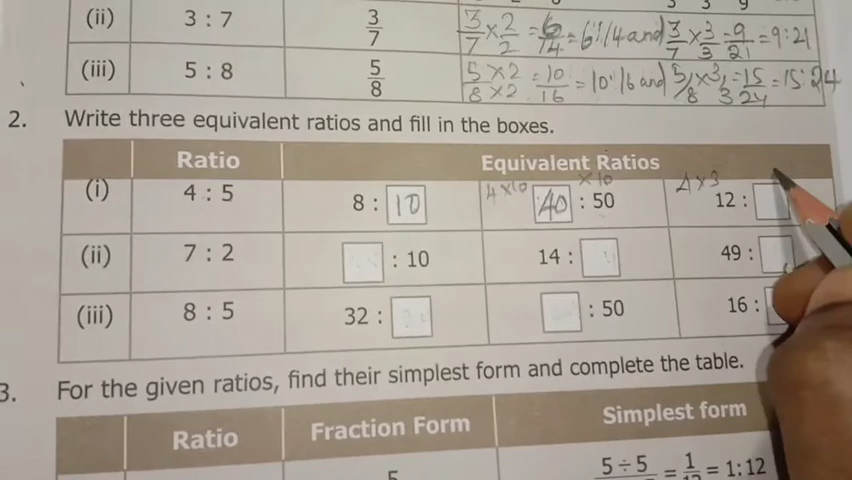 (ii) 3 : 7 3/7 3/7 × 2/2 = 6/14 = 6:14 and 3/7 × 3/3 = 9/21 = 9:21
(iii) 5 : 8 5/8 5×2/8×2 = 10/16 = 10:16 and 5/8 × 3/3 = 15/24 = 15:24
2. Write three equivalent ratios and fill in the boxes.
Ratio Equivalent Ratios
4×10 ×10 4×3
(i) 4 : 5 8 : 10 40 : 50 12 :
(ii) 7 : 2 : 10 14 : 49 :
(iii) 8 : 5 32 : : 50 16 :
3. For the given ratios, find their simplest form and complete the table.
Ratio Fraction Form Simplest form
5 5÷5 = 1/12 = 1:12